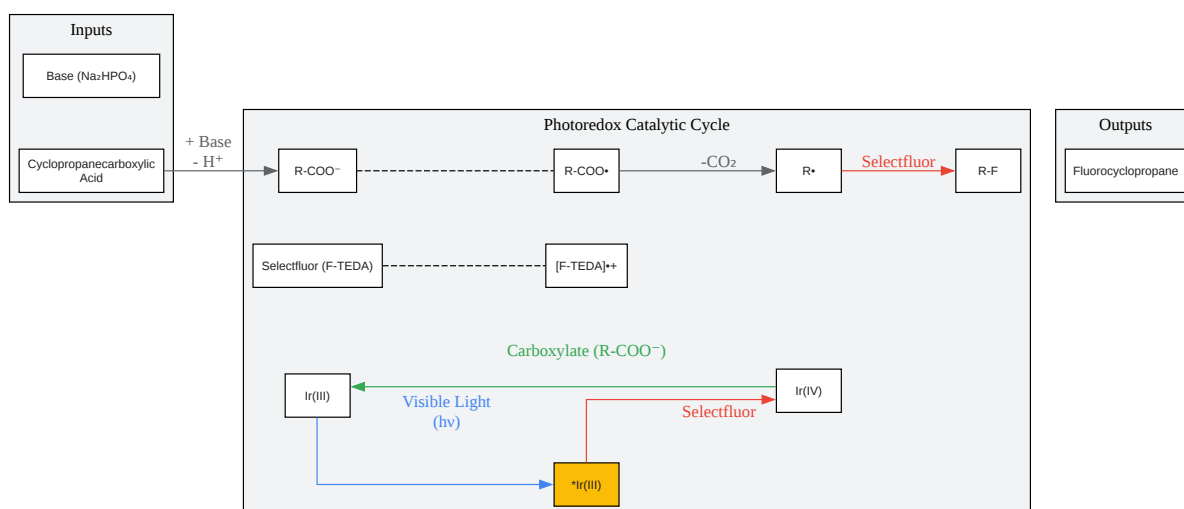 Inputs
Base (Na₂HPO₄)
Cyclopropanecarboxylic
Acid
+ Base
- H⁺
Photoredox Catalytic Cycle
R-COO⁻
R-COO•
-CO₂
R•
Selectfluor
R-F
Selectfluor (F-TEDA)
[F-TEDA]•+
Carboxylate (R-COO⁻)
Ir(III)
Visible Light
(hν)
Ir(IV)
Selectfluor
*Ir(III)
Outputs
Fluorocyclopropane